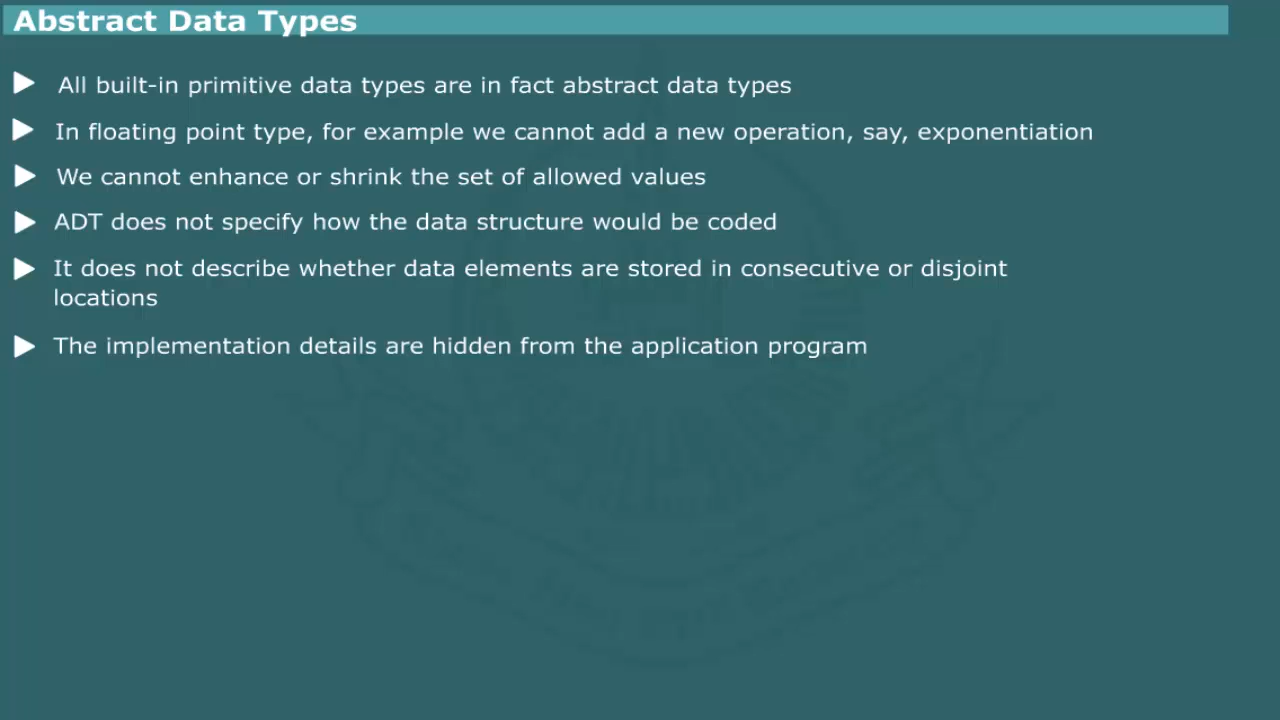 Abstract Data Types
All built-in primitive data types are in fact abstract data types
In floating point type, for example we cannot add a new operation, say, exponentiation
We cannot enhance or shrink the set of allowed values
ADT does not specify how the data structure would be coded
It does not describe whether data elements are stored in consecutive or disjoint
locations
The implementation details are hidden from the application program